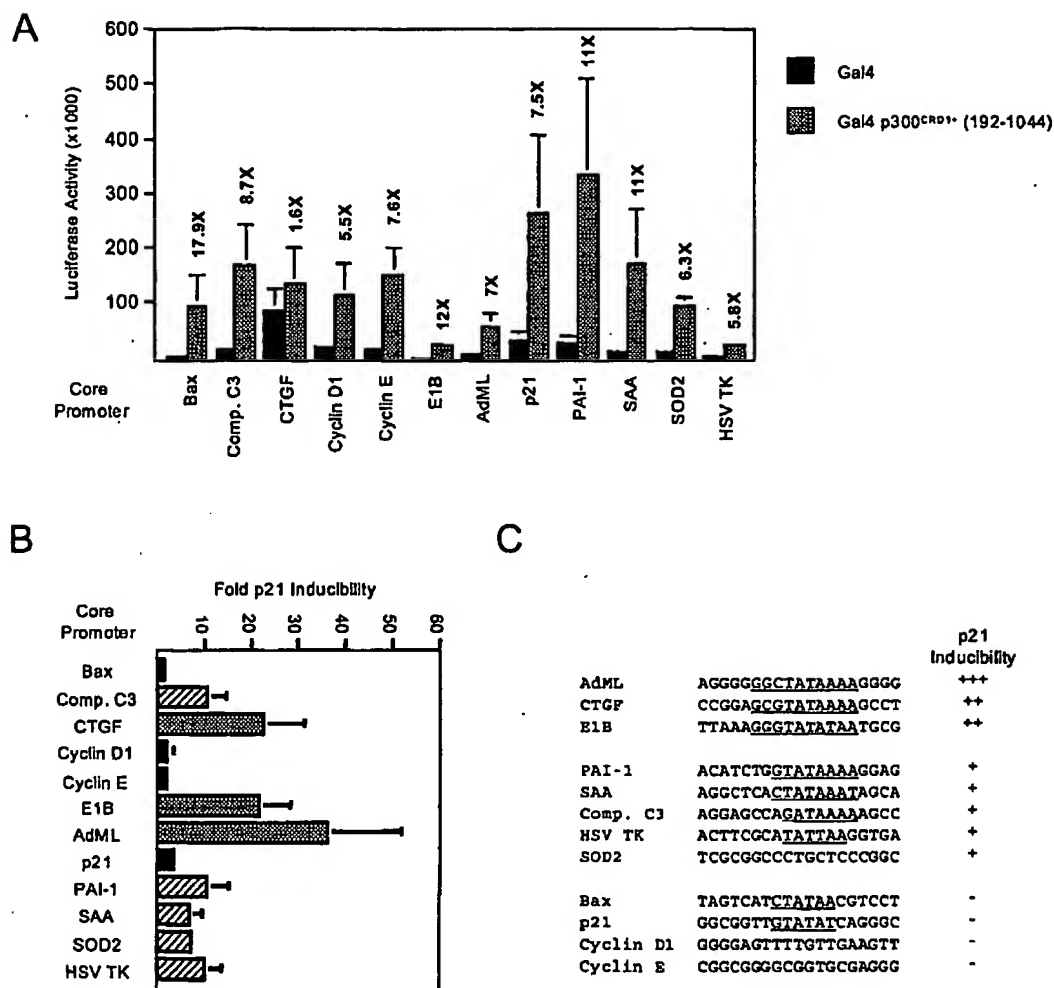 A
600
500
400
300
200
100
Luciferase Activity (x1000)
17.9X
8.7X
1.6X
5.5X
7.6X
12X
7X
7.5X
11X
11X
6.3X
5.8X
Gal4
Gal4 p300CRD1+ (192-1044)
Core
Promoter
Bax
Comp. C3
CTGF
Cyclin D1
Cyclin E
E1B
AdML
p21
PAI-1
SAA
SOD2
HSV TK
B
Fold p21 Inducibility
Core
Promoter
10
20
30
40
50
60
Bax
Comp. C3
CTGF
Cyclin D1
Cyclin E
E1B
AdML
p21
PAI-1
SAA
SOD2
HSV TK
C
p21
Inducibility
AdML AGGGGGGCTATAAAAGGGG +++
CTGF CCGGAGCGTATAAAAGCCT ++
E1B TTAAAGGGTATATAATGCG ++
PAI-1 ACATCTGGTATAAAAGGAG +
SAA AGGCTCACTATAAATAGCA +
Comp. C3 AGGAGCCAGATAAAAAGCC +
HSV TK ACTTCGCATATTAAGGTGA +
SOD2 TCGCGGCCCTGCTCCCGGC +
Bax TAGTCATCTATAACGTCCT -
p21 GGCGGTTGTATATCAGGGC -
Cyclin D1 GGGGAGTTTTGTTGAAGTT -
Cyclin E CGGCGGGGCGGTGCGAGGG -